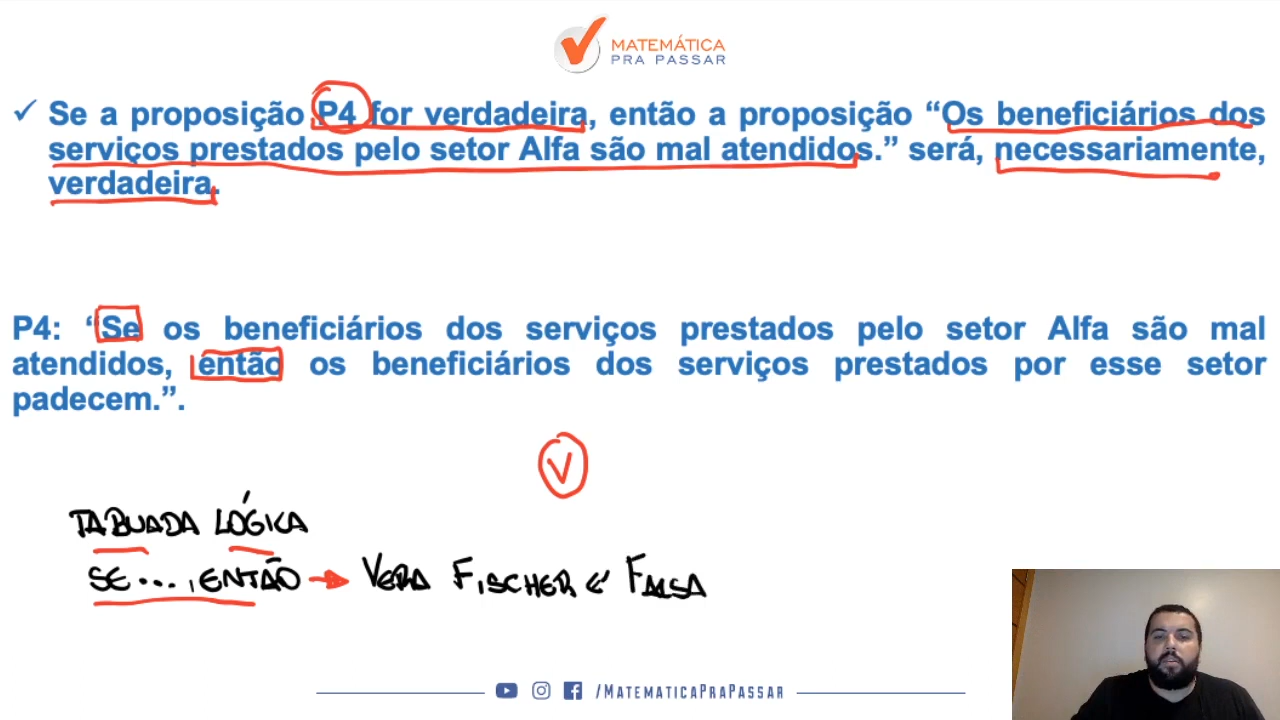 MATEMÁTICA
PRA PASSAR
✓ Se a proposição P4 for verdadeira, então a proposição “Os beneficiários dos
serviços prestados pelo setor Alfa são mal atendidos.” será, necessariamente,
verdadeira.
P4: “Se os beneficiários dos serviços prestados pelo setor Alfa são mal
atendidos, então os beneficiários dos serviços prestados por esse setor
padecem.”.
V
TABUADA LÓGICA
SE..., ENTÃO → VERA FISCHER É FALSA
/MATEMATICAPRAPASSAR